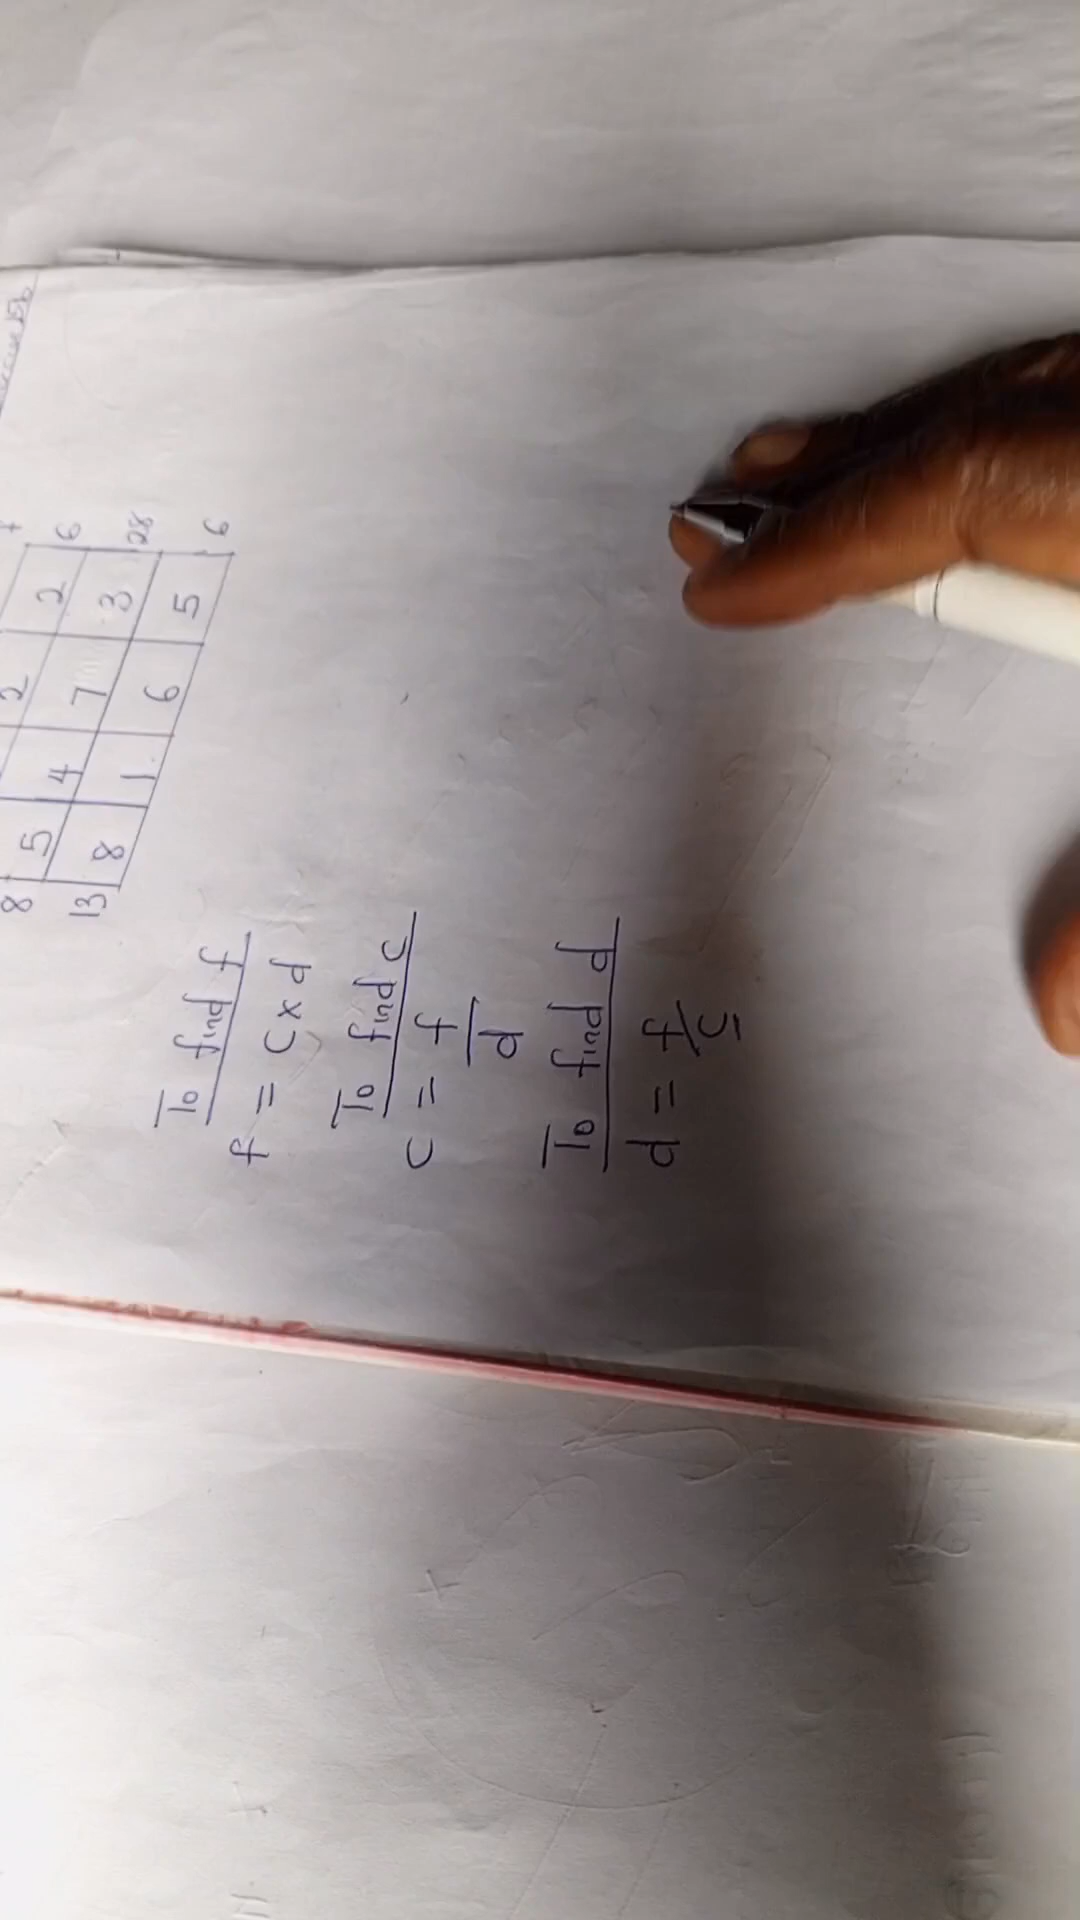 2
8 5 4 7 2 6
13 8 1 6 3 28
5 6
To find f
f = c x d
To find c
c = f
d
To find d
d = f/c